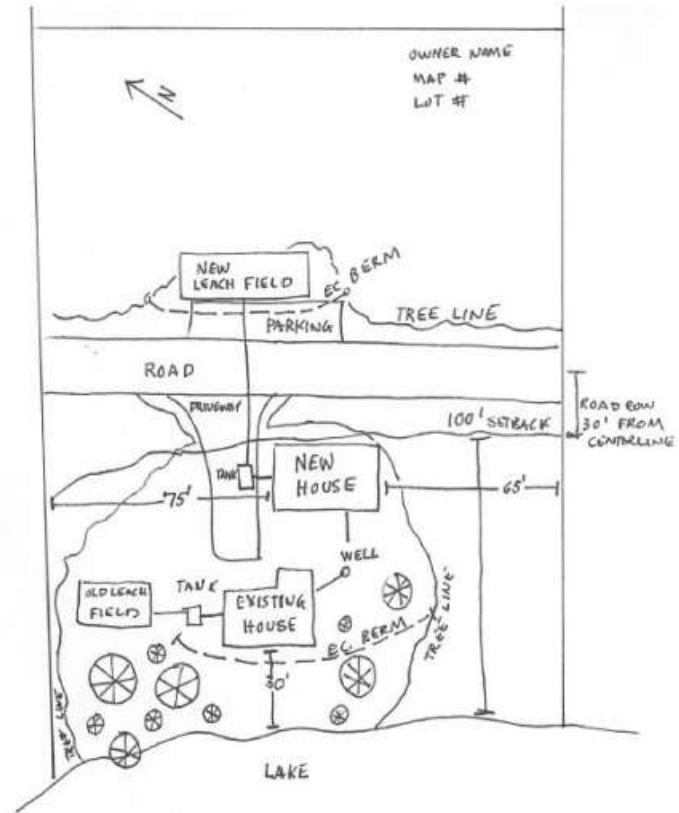 OWNER NAME
MAP #
LOT #
N
NEW
LEACH FIELD
EC BERM
PARKING
TREE LINE
ROAD
DRIVEWAY
100' SETBACK
ROAD ROW
30' FROM
CENTERLINE
TANK
NEW
HOUSE
75'
65'
WELL
OLD LEACH
FIELD
TANK
EXISTING
HOUSE
EC BERM
TREE LINE
30'
TREE LINE
LAKE